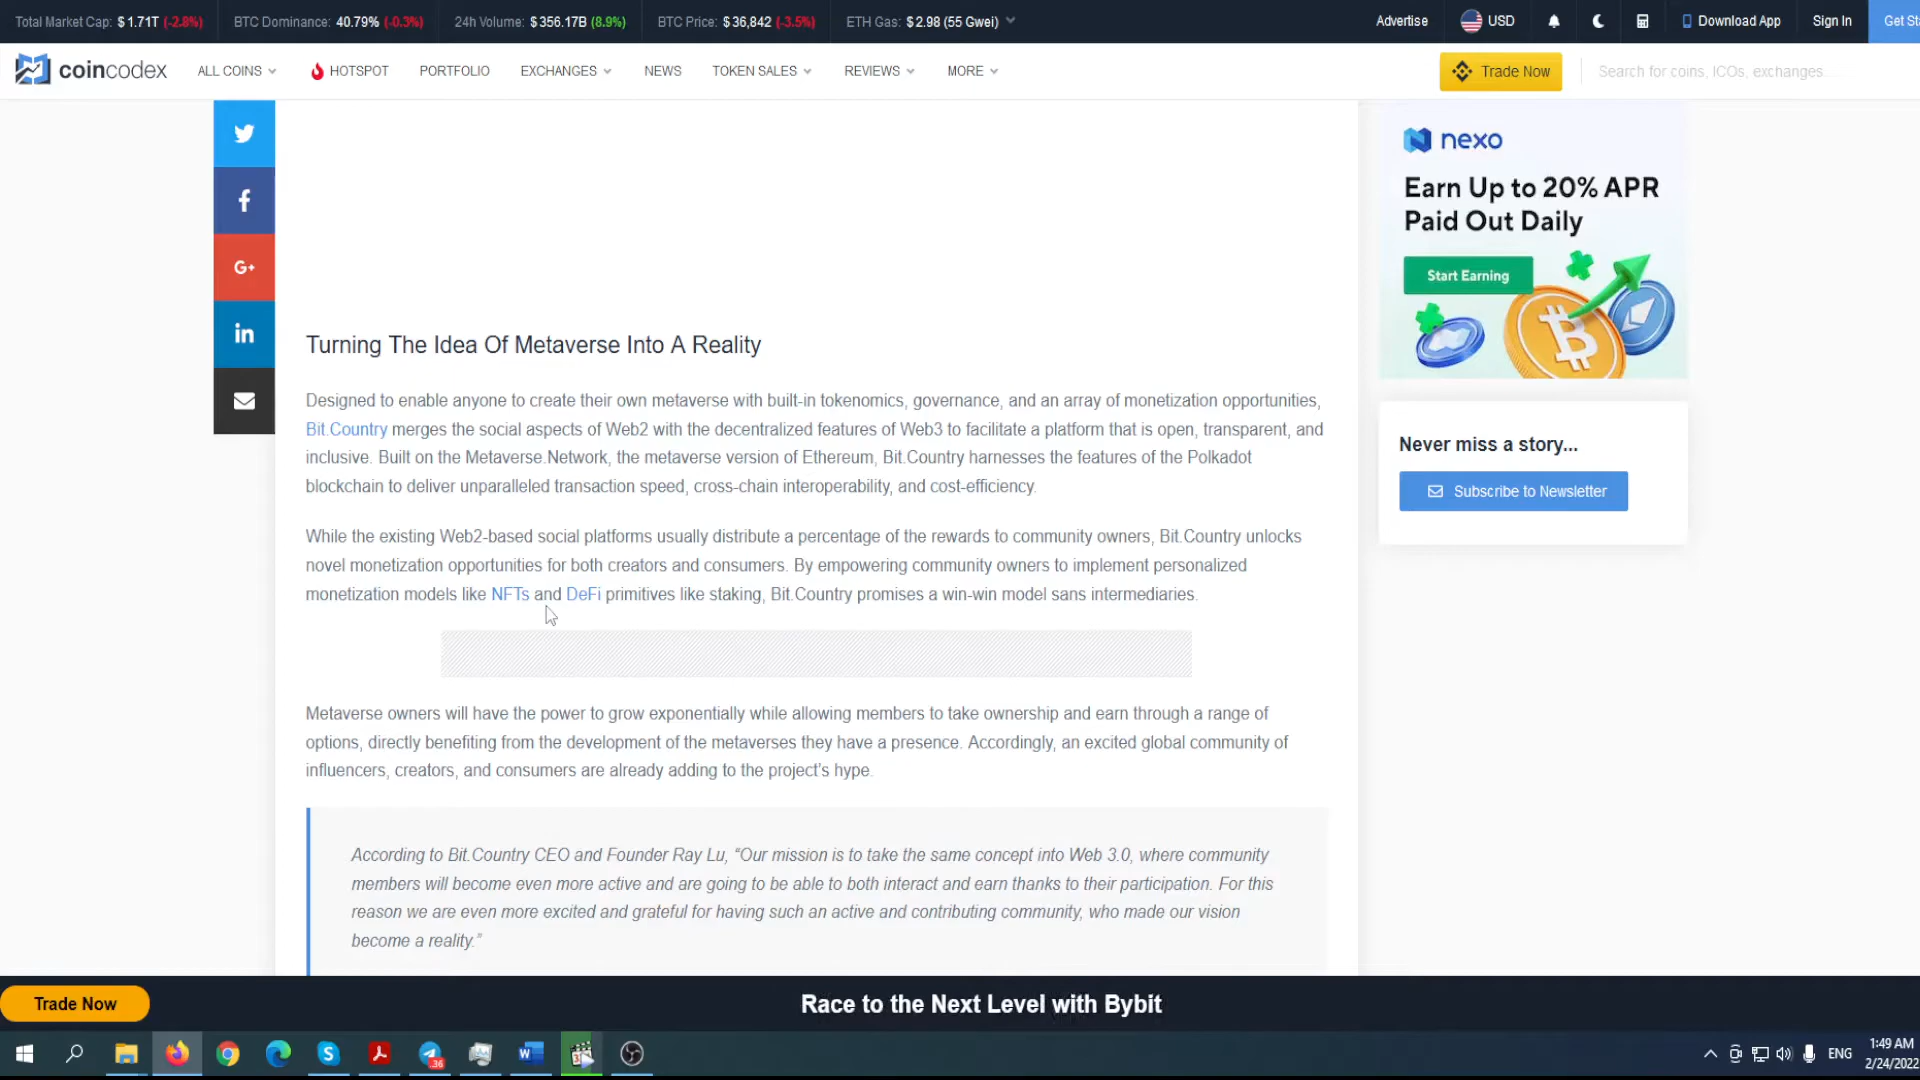 Total Market Cap: $ 1.71T (-2.8%) BTC Dominance: 40.79% (-0.3%) 24h Volume: $ 356.17B (8.9%) BTC Price: $ 36,842 (-3.5%) ETH Gas: $ 2.98 (55 Gwei) Advertise USD Download App Sign In Get St
coincodex ALL COINS HOTSPOT PORTFOLIO EXCHANGES NEWS TOKEN SALES REVIEWS MORE Trade Now Search for coins, ICOs, exchanges...
nexo
Earn Up to 20% APR
Paid Out Daily
Start Earning
G+
in
Turning The Idea Of Metaverse Into A Reality
Designed to enable anyone to create their own metaverse with built-in tokenomics, governance, and an array of monetization opportunities,
Bit.Country merges the social aspects of Web2 with the decentralized features of Web3 to facilitate a platform that is open, transparent, and
inclusive. Built on the Metaverse.Network, the metaverse version of Ethereum, Bit.Country harnesses the features of the Polkadot
blockchain to deliver unparalleled transaction speed, cross-chain interoperability, and cost-efficiency.
Never miss a story...
Subscribe to Newsletter
While the existing Web2-based social platforms usually distribute a percentage of the rewards to community owners, Bit.Country unlocks
novel monetization opportunities for both creators and consumers. By empowering community owners to implement personalized
monetization models like NFTs and DeFi primitives like staking, Bit.Country promises a win-win model sans intermediaries.
Metaverse owners will have the power to grow exponentially while allowing members to take ownership and earn through a range of
options, directly benefiting from the development of the metaverses they have a presence. Accordingly, an excited global community of
influencers, creators, and consumers are already adding to the project's hype.
According to Bit.Country CEO and Founder Ray Lu, “Our mission is to take the same concept into Web 3.0, where community
members will become even more active and are going to be able to both interact and earn thanks to their participation. For this
reason we are even more excited and grateful for having such an active and contributing community, who made our vision
become a reality.”
Trade Now Race to the Next Level with Bybit
36
ENG 1:49 AM
2/24/2022